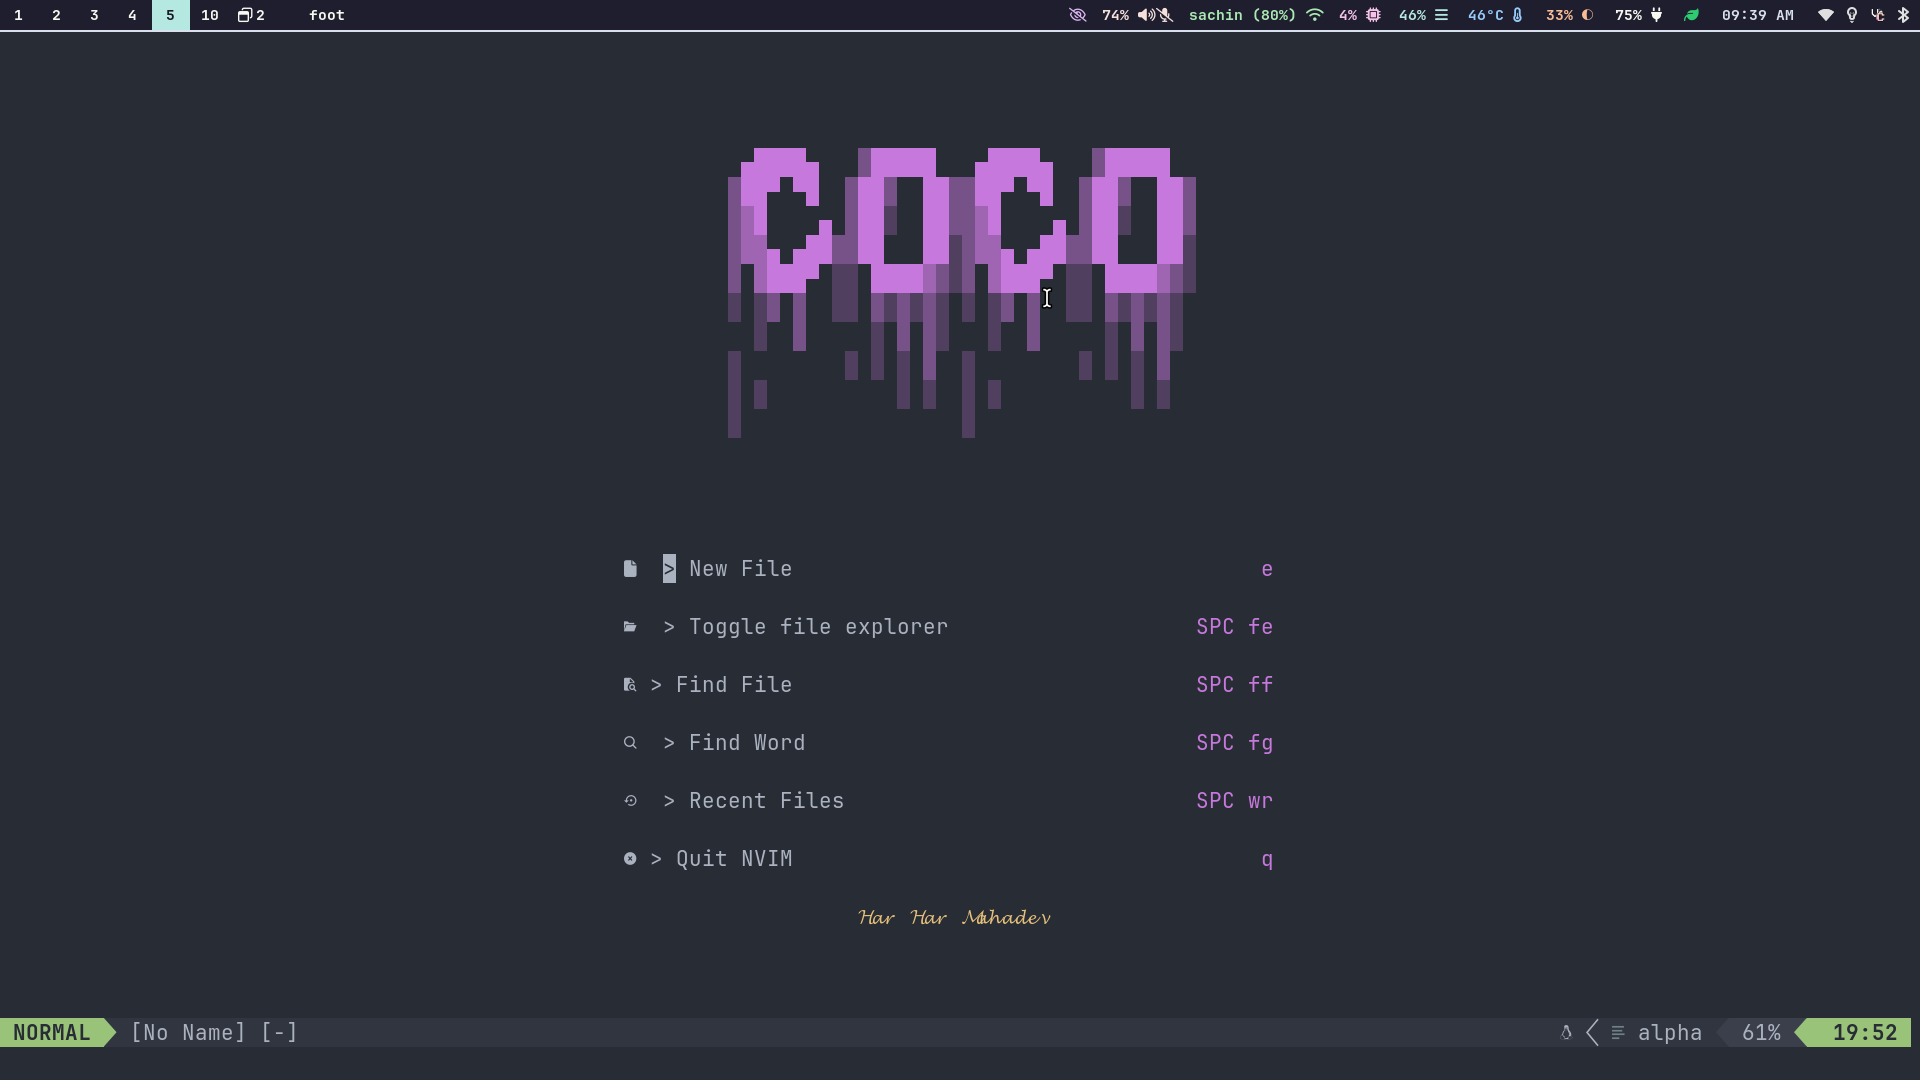 1 2 3 4 5 10 2 foot 74% sachin (80%) 4% 46% 46°C 33% 75% 09:39 AM
COCO
> New File e
> Toggle file explorer SPC fe
> Find File SPC ff
> Find Word SPC fg
> Recent Files SPC wr
> Quit NVIM q
Har Har Mahadev
NORMAL [No Name] [-] alpha 61% 19:52